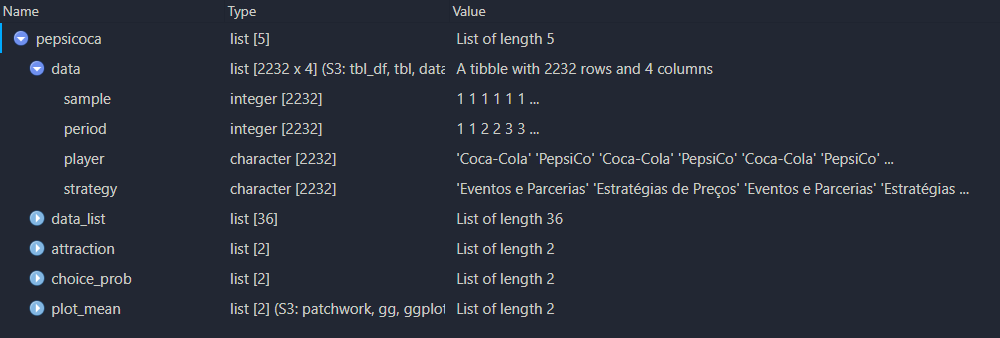 Name Type Value
pepsicoca list [5] List of length 5
data list [2232 x 4] (S3: tbl_df, tbl, data A tibble with 2232 rows and 4 columns
sample integer [2232] 1 1 1 1 1 1 ...
period integer [2232] 1 1 2 2 3 3 ...
player character [2232] 'Coca-Cola' 'PepsiCo' 'Coca-Cola' 'PepsiCo' 'Coca-Cola' 'PepsiCo' ...
strategy character [2232] 'Eventos e Parcerias' 'Estratégias de Preços' 'Eventos e Parcerias' 'Estratégias ...
data_list list [36] List of length 36
attraction list [2] List of length 2
choice_prob list [2] List of length 2
plot_mean list [2] (S3: patchwork, gg, ggplot List of length 2